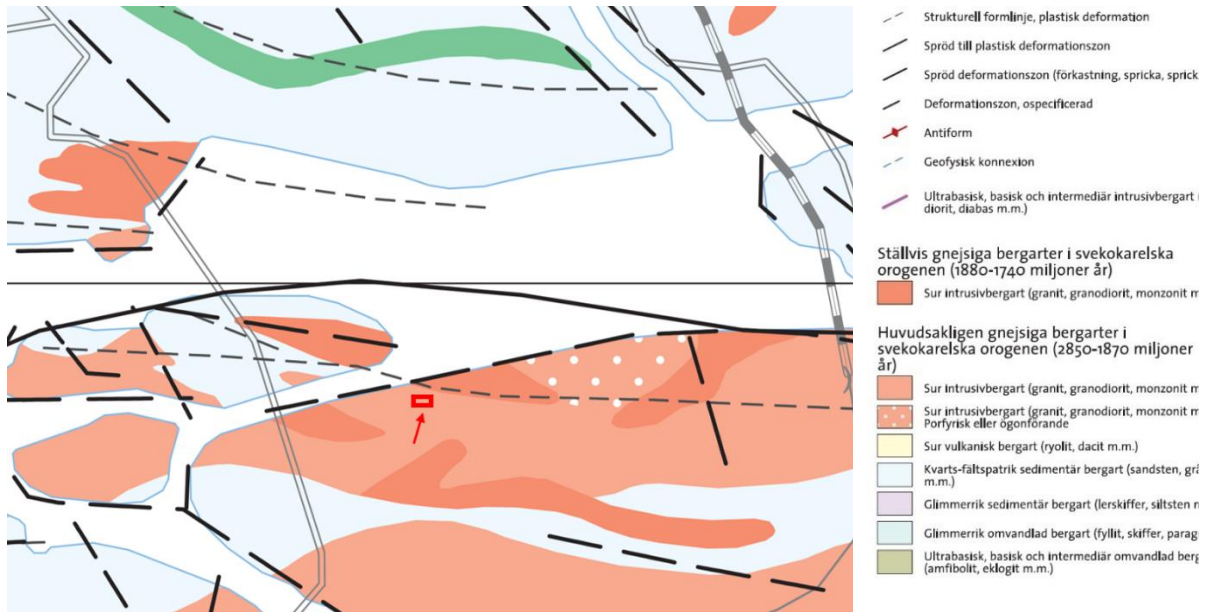 Strukturell formlinje, plastisk deformation
Spröd till plastisk deformationszon
Spröd deformationszon (förkastning, spricka, sprick
Deformationszon, ospecificerad
Antiform
Geofysisk konnexion
Ultrabasisk, basisk och intermediär intrusivbergart (
diorit, diabas m.m.)
Ställvis gnejsiga bergarter i svekokarelska
orogenen (1880-1740 miljoner år)
Sur intrusivbergart (granit, granodiorit, monzonit m
Huvudsakligen gnejsiga bergarter i
svekokarelska orogenen (2850-1870 miljoner
år)
Sur intrusivbergart (granit, granodiorit, monzonit m
Sur intrusivbergart (granit, granodiorit, monzonit m
Porfyrisk eller ögonförande
Sur vulkanisk bergart (ryolit, dacit m.m.)
Kvarts-fältspatrik sedimentär bergart (sandsten, grå
m.m.)
Glimmerrik sedimentär bergart (lerskiffer, siltsten m
Glimmerrik omvandlad bergart (fyllit, skiffer, parag
Ultrabasisk, basisk och intermediär omvandlad berg
(amfibolit, eklogit m.m.)